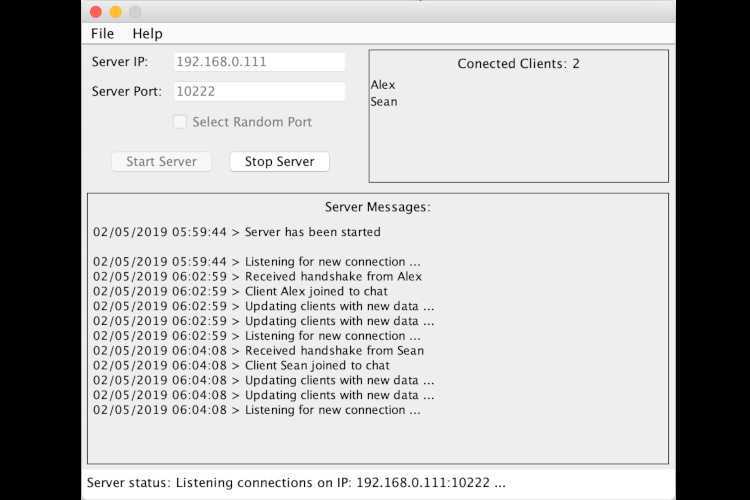 File Help
Server IP: 192.168.0.111
Server Port: 10222
Select Random Port
Start Server Stop Server
Conected Clients: 2
Alex
Sean
Server Messages:
02/05/2019 05:59:44 > Server has been started
02/05/2019 05:59:44 > Listening for new connection ...
02/05/2019 06:02:59 > Received handshake from Alex
02/05/2019 06:02:59 > Client Alex joined to chat
02/05/2019 06:02:59 > Updating clients with new data ...
02/05/2019 06:02:59 > Updating clients with new data ...
02/05/2019 06:02:59 > Listening for new connection ...
02/05/2019 06:04:08 > Received handshake from Sean
02/05/2019 06:04:08 > Client Sean joined to chat
02/05/2019 06:04:08 > Updating clients with new data ...
02/05/2019 06:04:08 > Updating clients with new data ...
02/05/2019 06:04:08 > Listening for new connection ...
Server status: Listening connections on IP: 192.168.0.111:10222 ...